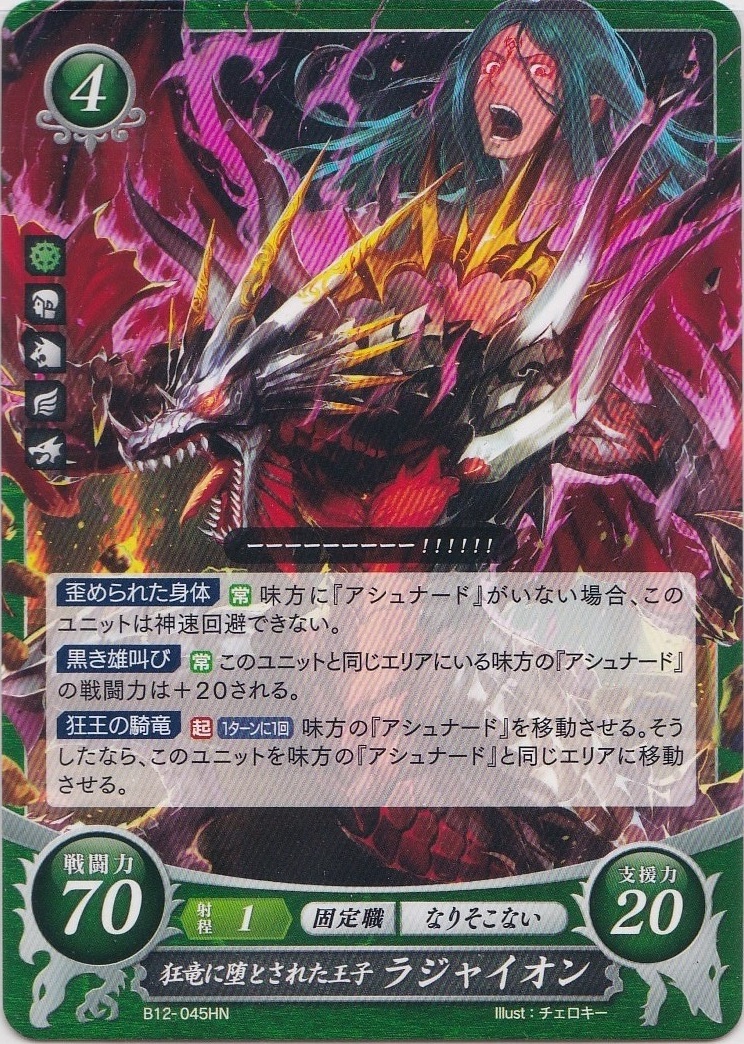 4
ーーーーーーーーー!!!!!!
歪められた身体 常 味方に『アシュナード』がいない場合、この
ユニットは神速回避できない。
黒き雄叫び 常 このユニットと同じエリアにいる味方の『アシュナード』
の戦闘力は＋20される。
狂王の騎竜 起 1ターンに1回 味方の『アシュナード』を移動させる。そう
したなら、このユニットを味方の『アシュナード』と同じエリアに移動
させる。
戦闘力
70
射程 1
固定職
なりそこない
支援力
20
狂竜に堕とされた王子 ラジャイオン
B12-045HN
Illust：チェロキー